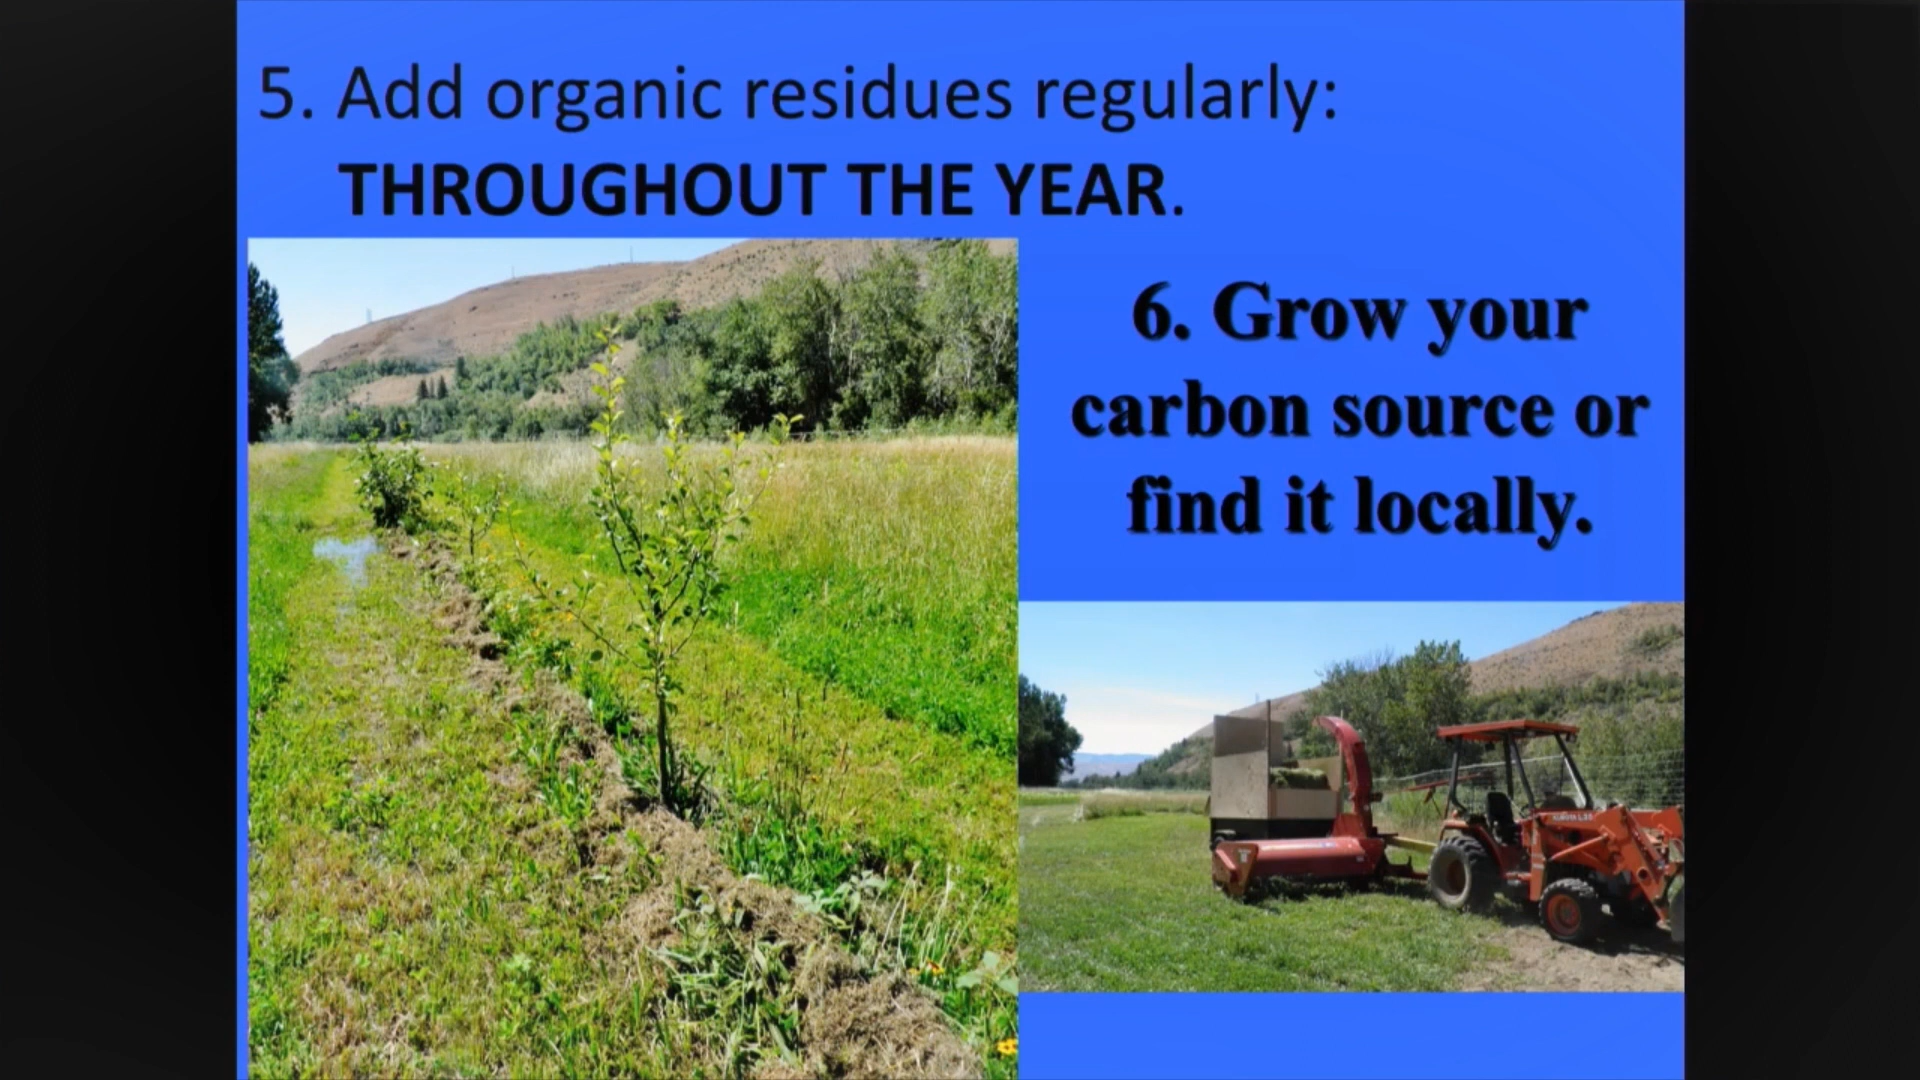 5. Add organic residues regularly:
THROUGHOUT THE YEAR.
6. Grow your
carbon source or
find it locally.